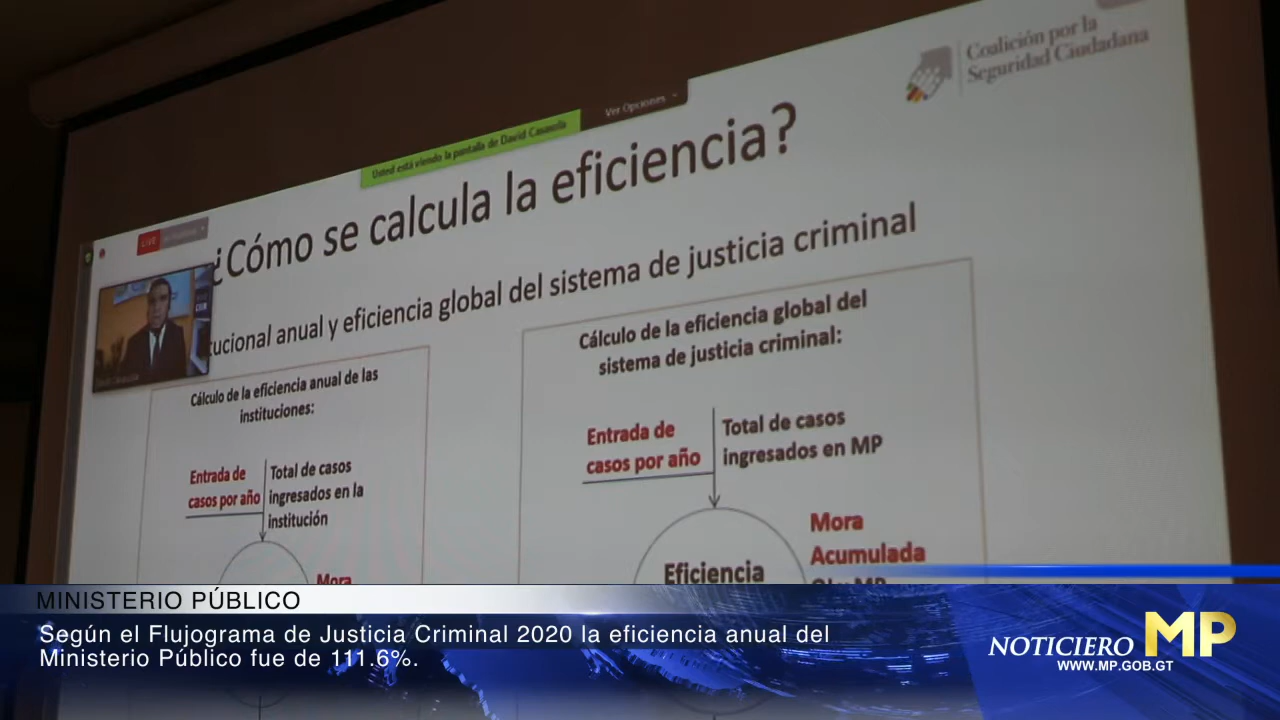 Coalición por la
Seguridad Ciudadana
Ver Opciones
Usted está viendo la pantalla de David Casasola
¿Cómo se calcula la eficiencia?
LIVE
ucional anual y eficiencia global del sistema de justicia criminal
Cálculo de la eficiencia anual de las
instituciones:
Entrada de
casos por año
Total de casos
ingresados en la
institución
Mora
Cálculo de la eficiencia global del
sistema de justicia criminal:
Entrada de
casos por año
Total de casos
ingresados en MP
Eficiencia
Mora
Acumulada
MINISTERIO PÚBLICO
Según el Flujograma de Justicia Criminal 2020 la eficiencia anual del
Ministerio Público fue de 111.6%.
NOTICIERO MP
WWW.MP.GOB.GT